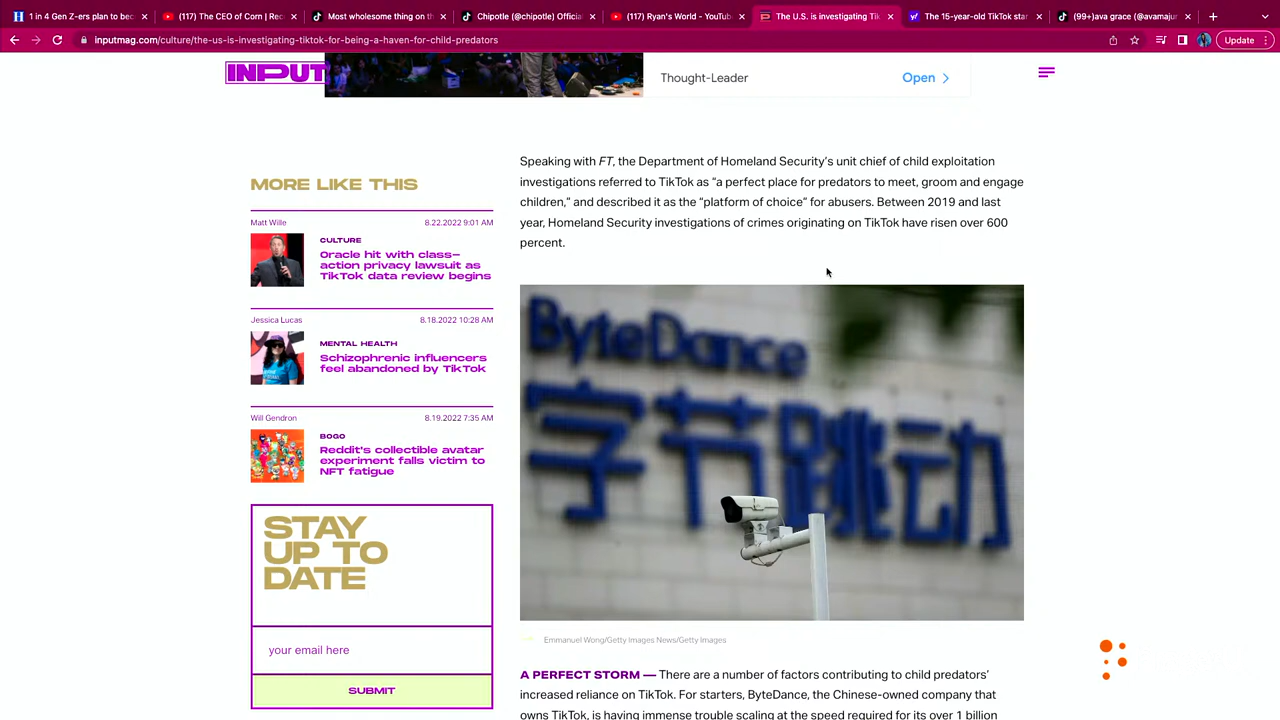 1 in 4 Gen Z-ers plan to bec
(117) The CEO of Corn | Rec
Most wholesome thing on th
Chipotle (@chipotle) Officia
(117) Ryan's World - YouTub
The U.S. is investigating Tik
The 15-year-old TikTok star
(99+)ava grace (@avamajur
inputmag.com/culture/the-us-is-investigating-tiktok-for-being-a-haven-for-child-predators
Update
INPUT
Thought-Leader
Open
MORE LIKE THIS
Matt Wille
8.22.2022 9:01 AM
CULTURE
Oracle hit with class-
action privacy lawsuit as
TikTok data review begins
Jessica Lucas
8.18.2022 10:28 AM
MENTAL HEALTH
Schizophrenic influencers
feel abandoned by TikTok
Will Gendron
8.19.2022 7:35 AM
BOGO
Reddit's collectible avatar
experiment falls victim to
NFT fatigue
STAY
UP TO
DATE
your email here
SUBMIT
Speaking with FT, the Department of Homeland Security's unit chief of child exploitation
investigations referred to TikTok as “a perfect place for predators to meet, groom and engage
children,” and described it as the “platform of choice” for abusers. Between 2019 and last
year, Homeland Security investigations of crimes originating on TikTok have risen over 600
percent.
ByteDance
字节跳动
Emmanuel Wong/Getty Images News/Getty Images
A PERFECT STORM — There are a number of factors contributing to child predators’
increased reliance on TikTok. For starters, ByteDance, the Chinese-owned company that
owns TikTok, is having immense trouble scaling at the speed required for its over 1 billion